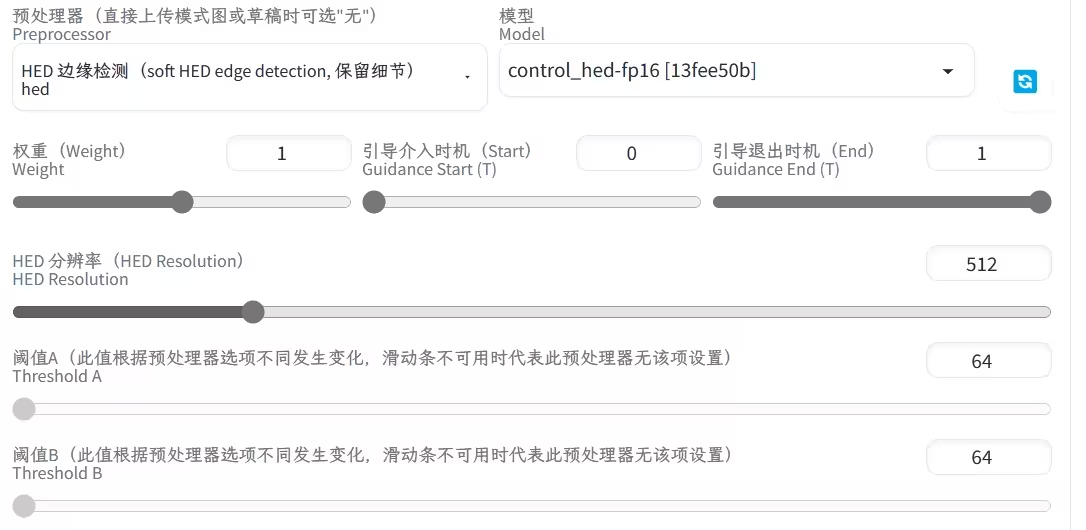 预处理器（直接上传模式图或草稿时可选"无"）
Preprocessor
模型
Model
HED 边缘检测（soft HED edge detection, 保留细节）
hed
control_hed-fp16 [13fee50b]
权重（Weight）
Weight
1
引导介入时机（Start）
Guidance Start (T)
0
引导退出时机（End）
Guidance End (T)
1
HED 分辨率（HED Resolution）
HED Resolution
512
阈值A（此值根据预处理器选项不同发生变化，滑动条不可用时代表此预处理器无该项设置）
Threshold A
64
阈值B（此值根据预处理器选项不同发生变化，滑动条不可用时代表此预处理器无该项设置）
Threshold B
64